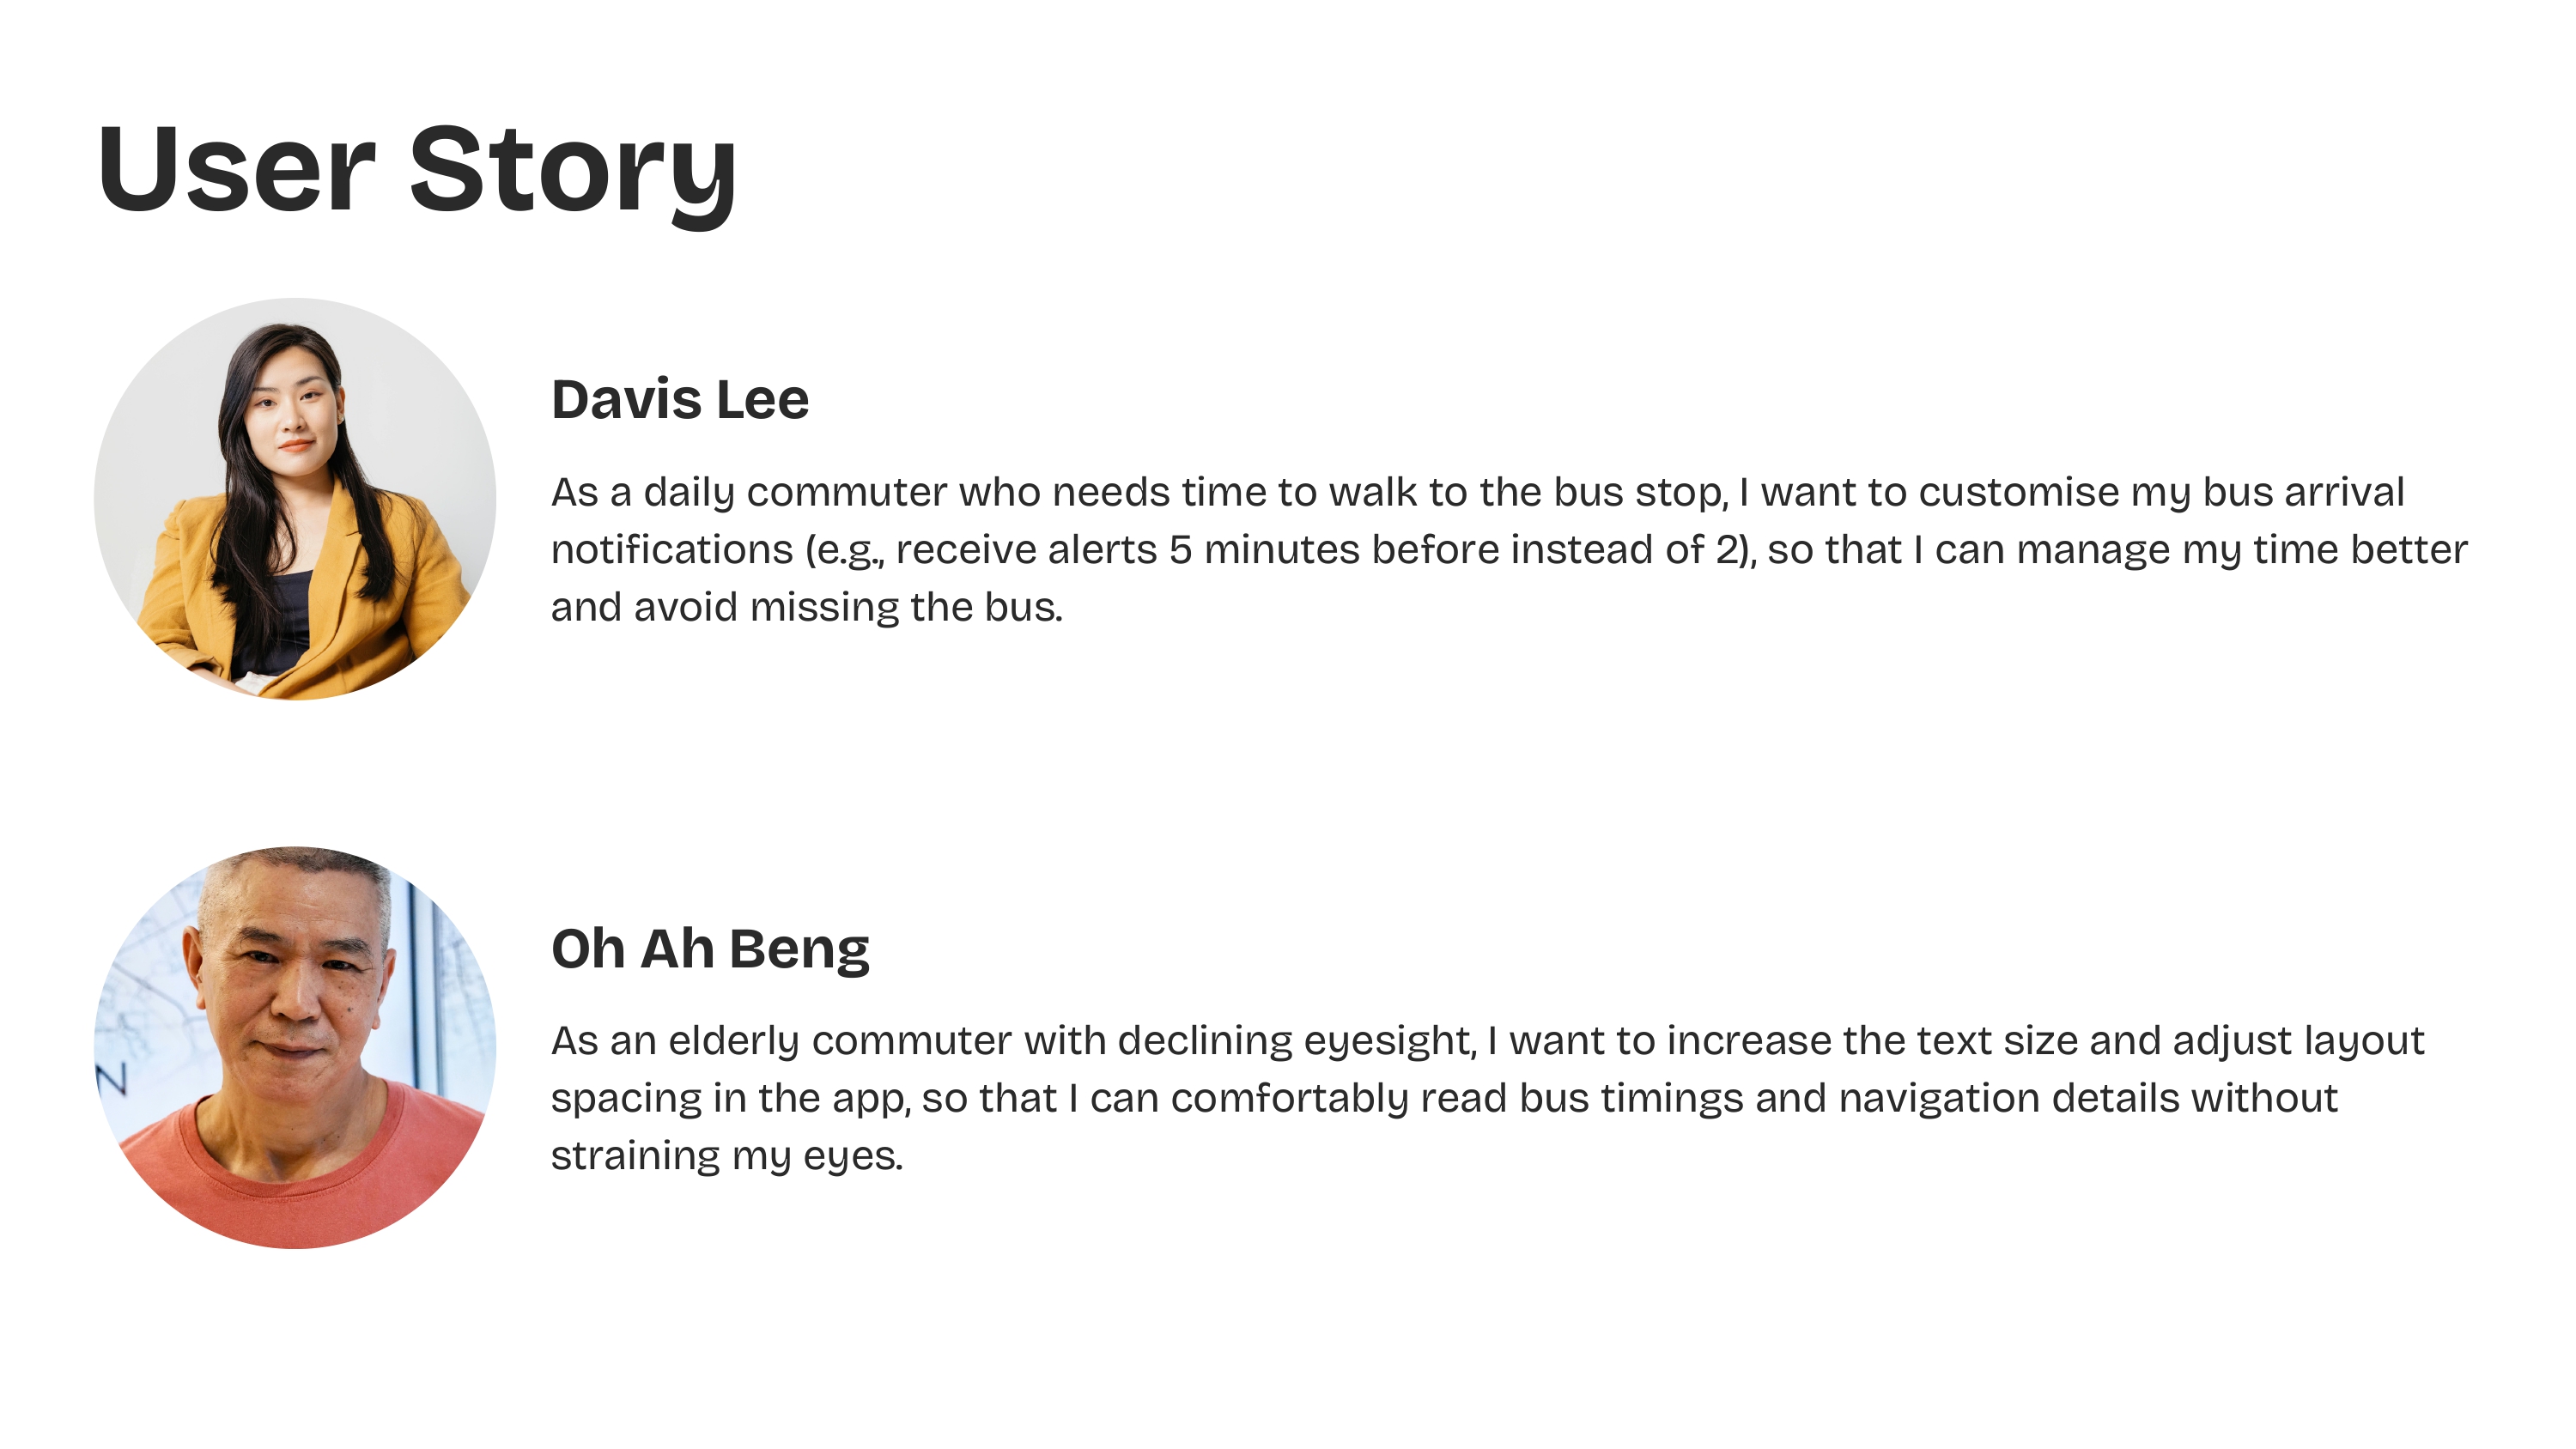 User Story
Davis Lee
As a daily commuter who needs time to walk to the bus stop, I want to customise my bus arrival
notifications (e.g., receive alerts 5 minutes before instead of 2), so that I can manage my time better
and avoid missing the bus.
N
Oh Ah Beng
As an elderly commuter with declining eyesight, I want to increase the text size and adjust layout
spacing in the app, so that I can comfortably read bus timings and navigation details without
straining my eyes.